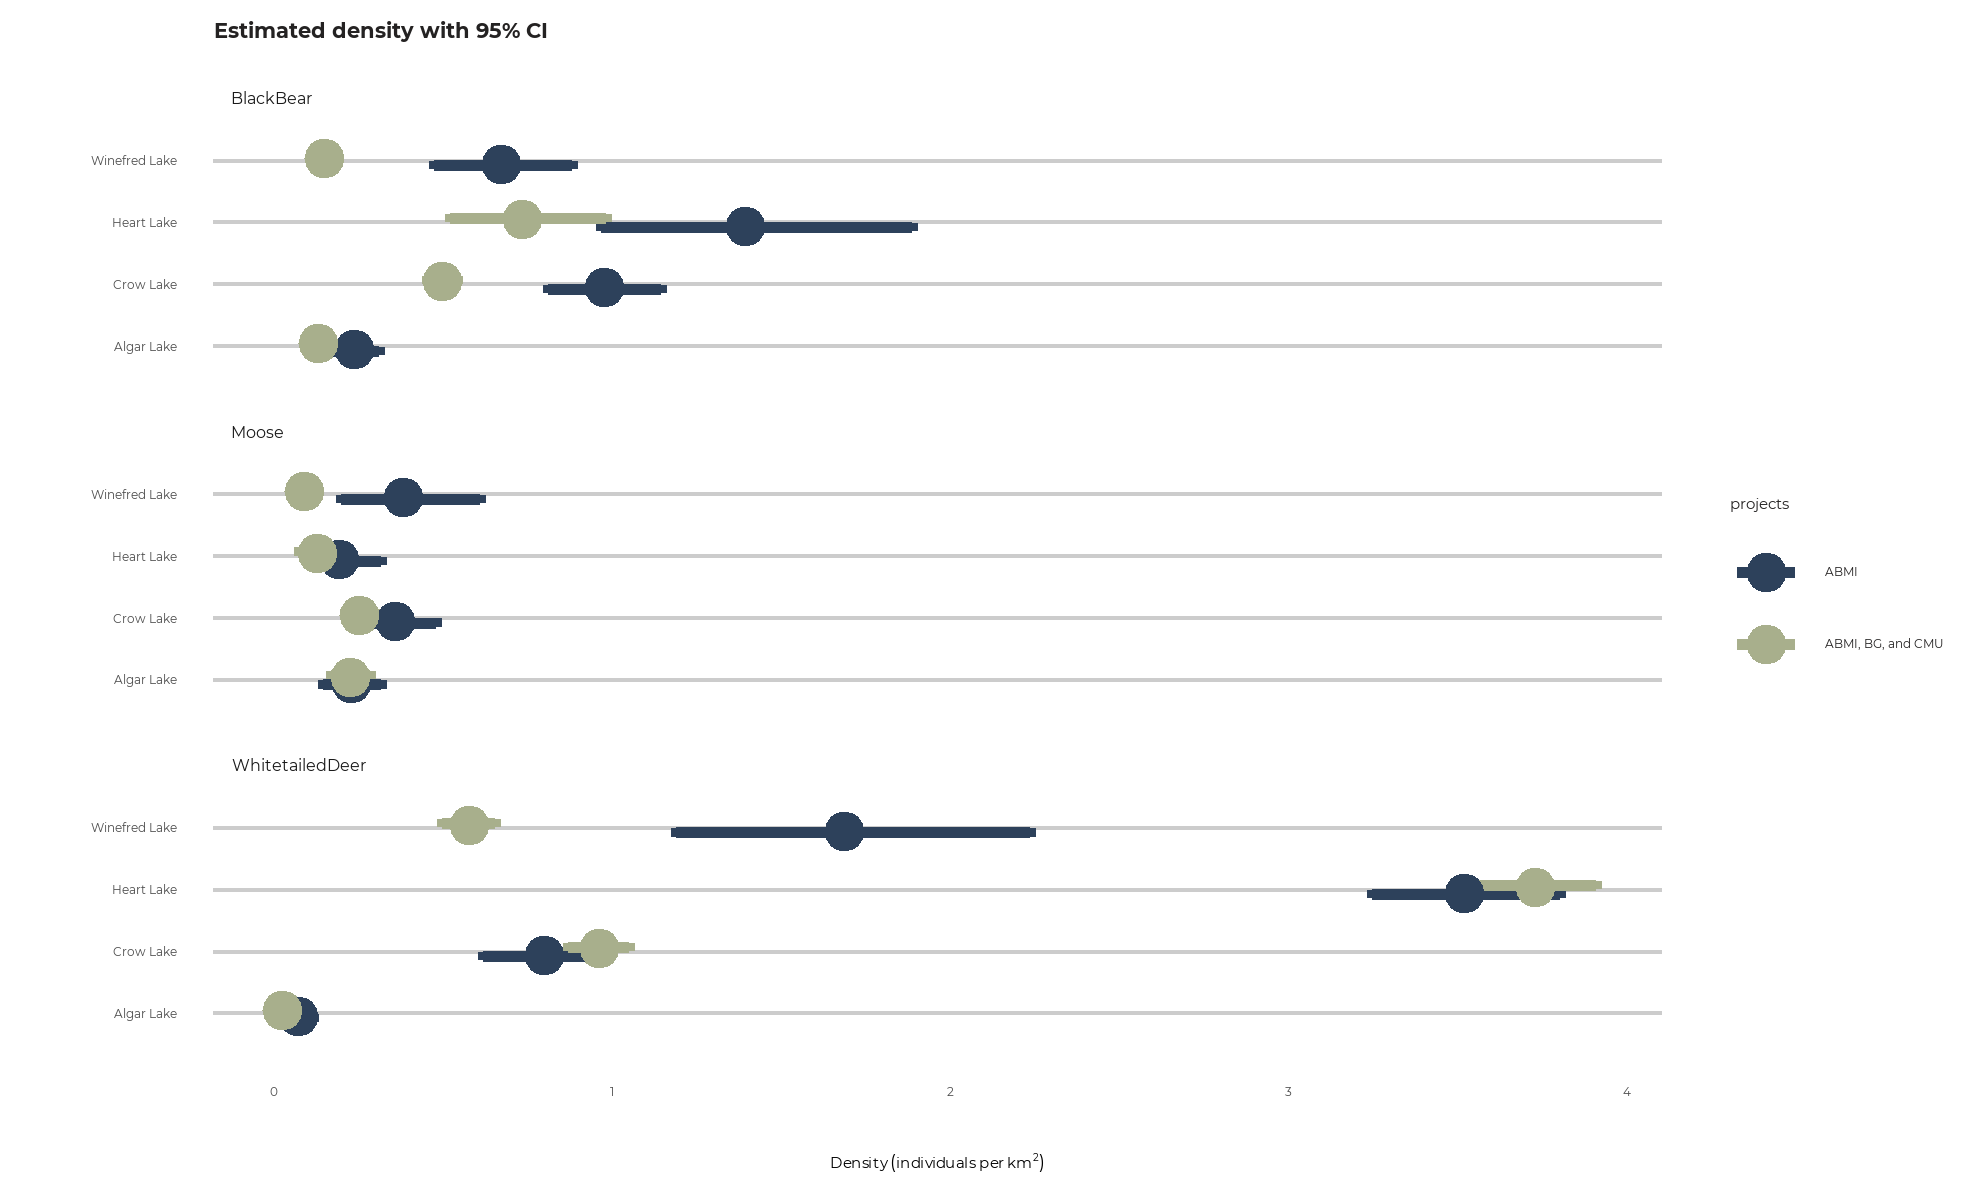 Estimated density with 95% CI
BlackBear
Winefred Lake
Heart Lake
Crow Lake
Algar Lake
Moose
Winefred Lake
Heart Lake
Crow Lake
Algar Lake
WhitetailedDeer
Winefred Lake
Heart Lake
Crow Lake
Algar Lake
0 1 2 3 4
Density (individuals per km²)
projects
ABMI
ABMI, BG, and CMU